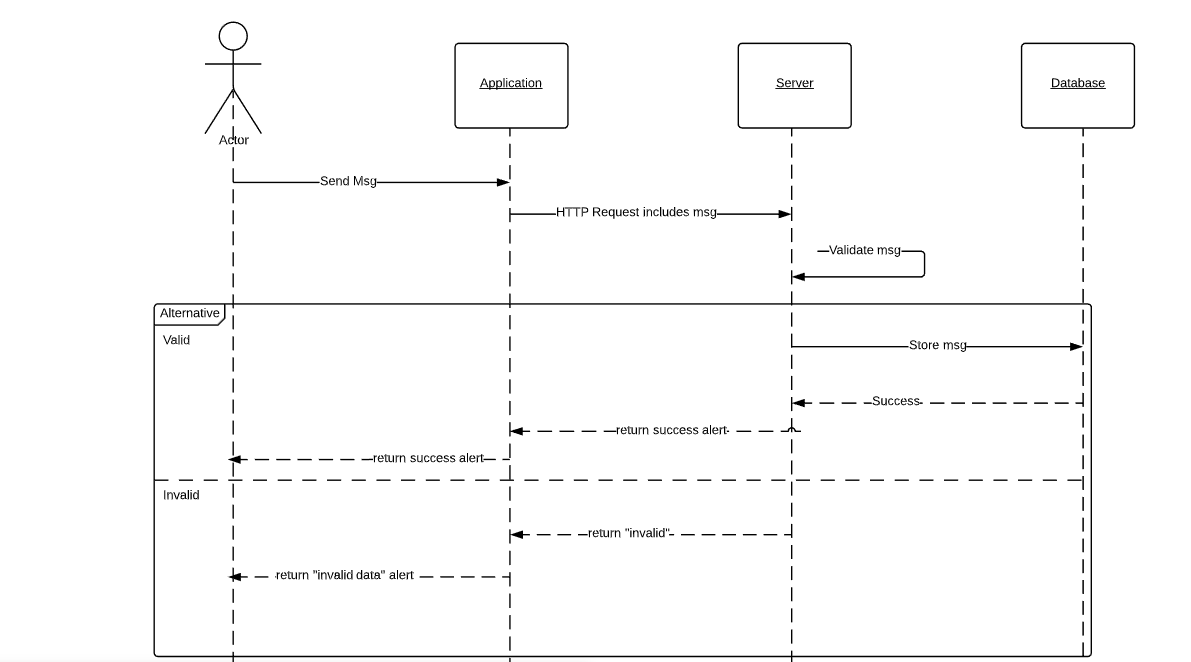 Application
Server
Database
Actor
Send Msg
HTTP Request includes msg
Validate msg
Alternative
Valid
Store msg
Success
return success alert
return success alert
Invalid
return "invalid"
return "invalid data" alert